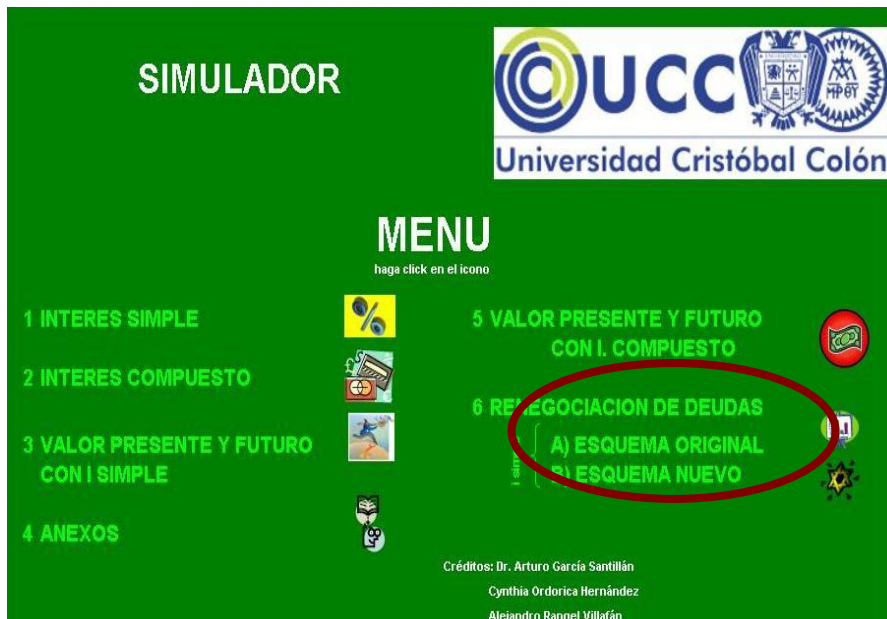 SIMULADOR
UCC
Universidad Cristóbal Colón
MENU
haga click en el icono
1 INTERES SIMPLE
2 INTERES COMPUESTO
3 VALOR PRESENTE Y FUTURO
CON I SIMPLE
4 ANEXOS
5 VALOR PRESENTE Y FUTURO
CON I. COMPUESTO
6 RENEGOCIACION DE DEUDAS
A) ESQUEMA ORIGINAL
B) ESQUEMA NUEVO
Créditos: Dr. Arturo García Santillán
Cynthia Ordorica Hernández
Alejandro Rangel Villafán